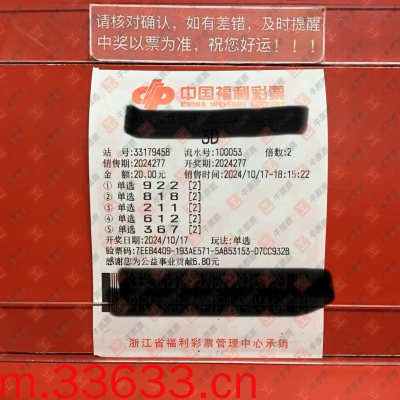 请核对确认，如有差错，及时提醒
中奖以票为准，祝您好运！！！
中国福利彩票
CHINA WELFARE LOTTERY
3D
站 号:33179458 流水号:100053 倍数:2
销售期:2024277 开奖期:2024277
金 额:20.00元 销售时间:2024/10/17-18:15:22
① 单选 9 2 2 [2]
② 单选 8 1 8 [2]
③ 单选 2 1 1 [2]
④ 单选 6 1 2 [2]
⑤ 单选 3 6 7 [2]
开奖日期:2024/10/17 玩法:单选
验票码:7EEB4409-193AE571-5AB53153-D7CC932B
感谢您为公益事业贡献6.80元
浙江省福利彩票管理中心承销
m.33633.cn